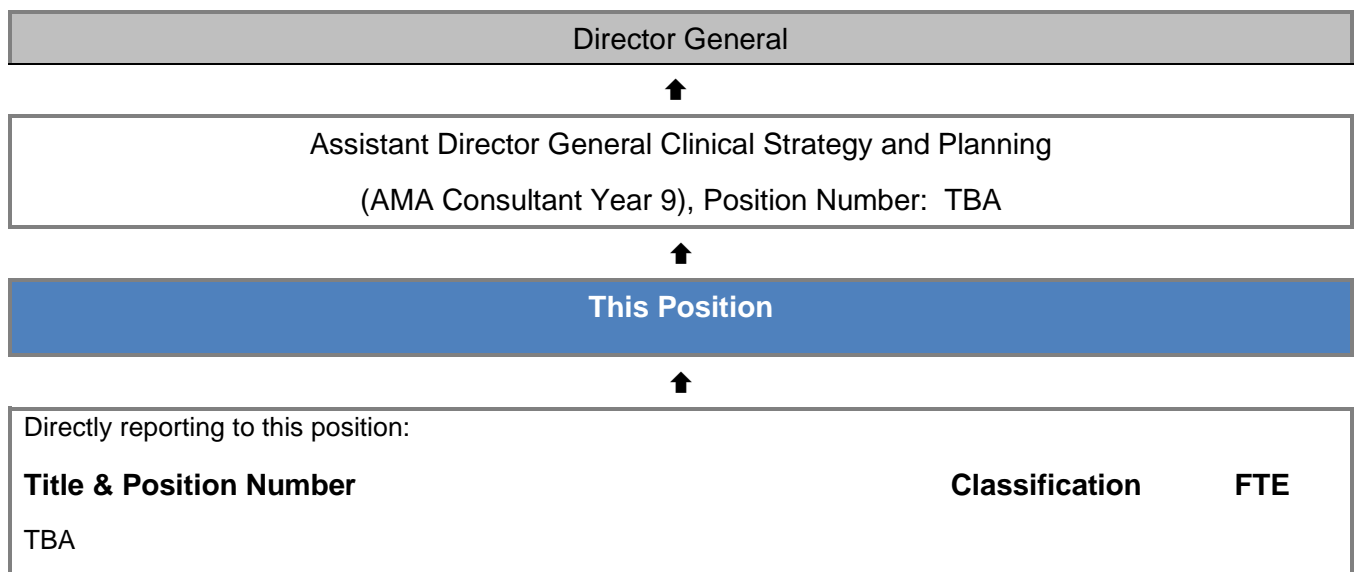 Director General
Assistant Director General Clinical Strategy and Planning
(AMA Consultant Year 9), Position Number: TBA
This Position
Directly reporting to this position:
Title & Position Number Classification FTE
TBA